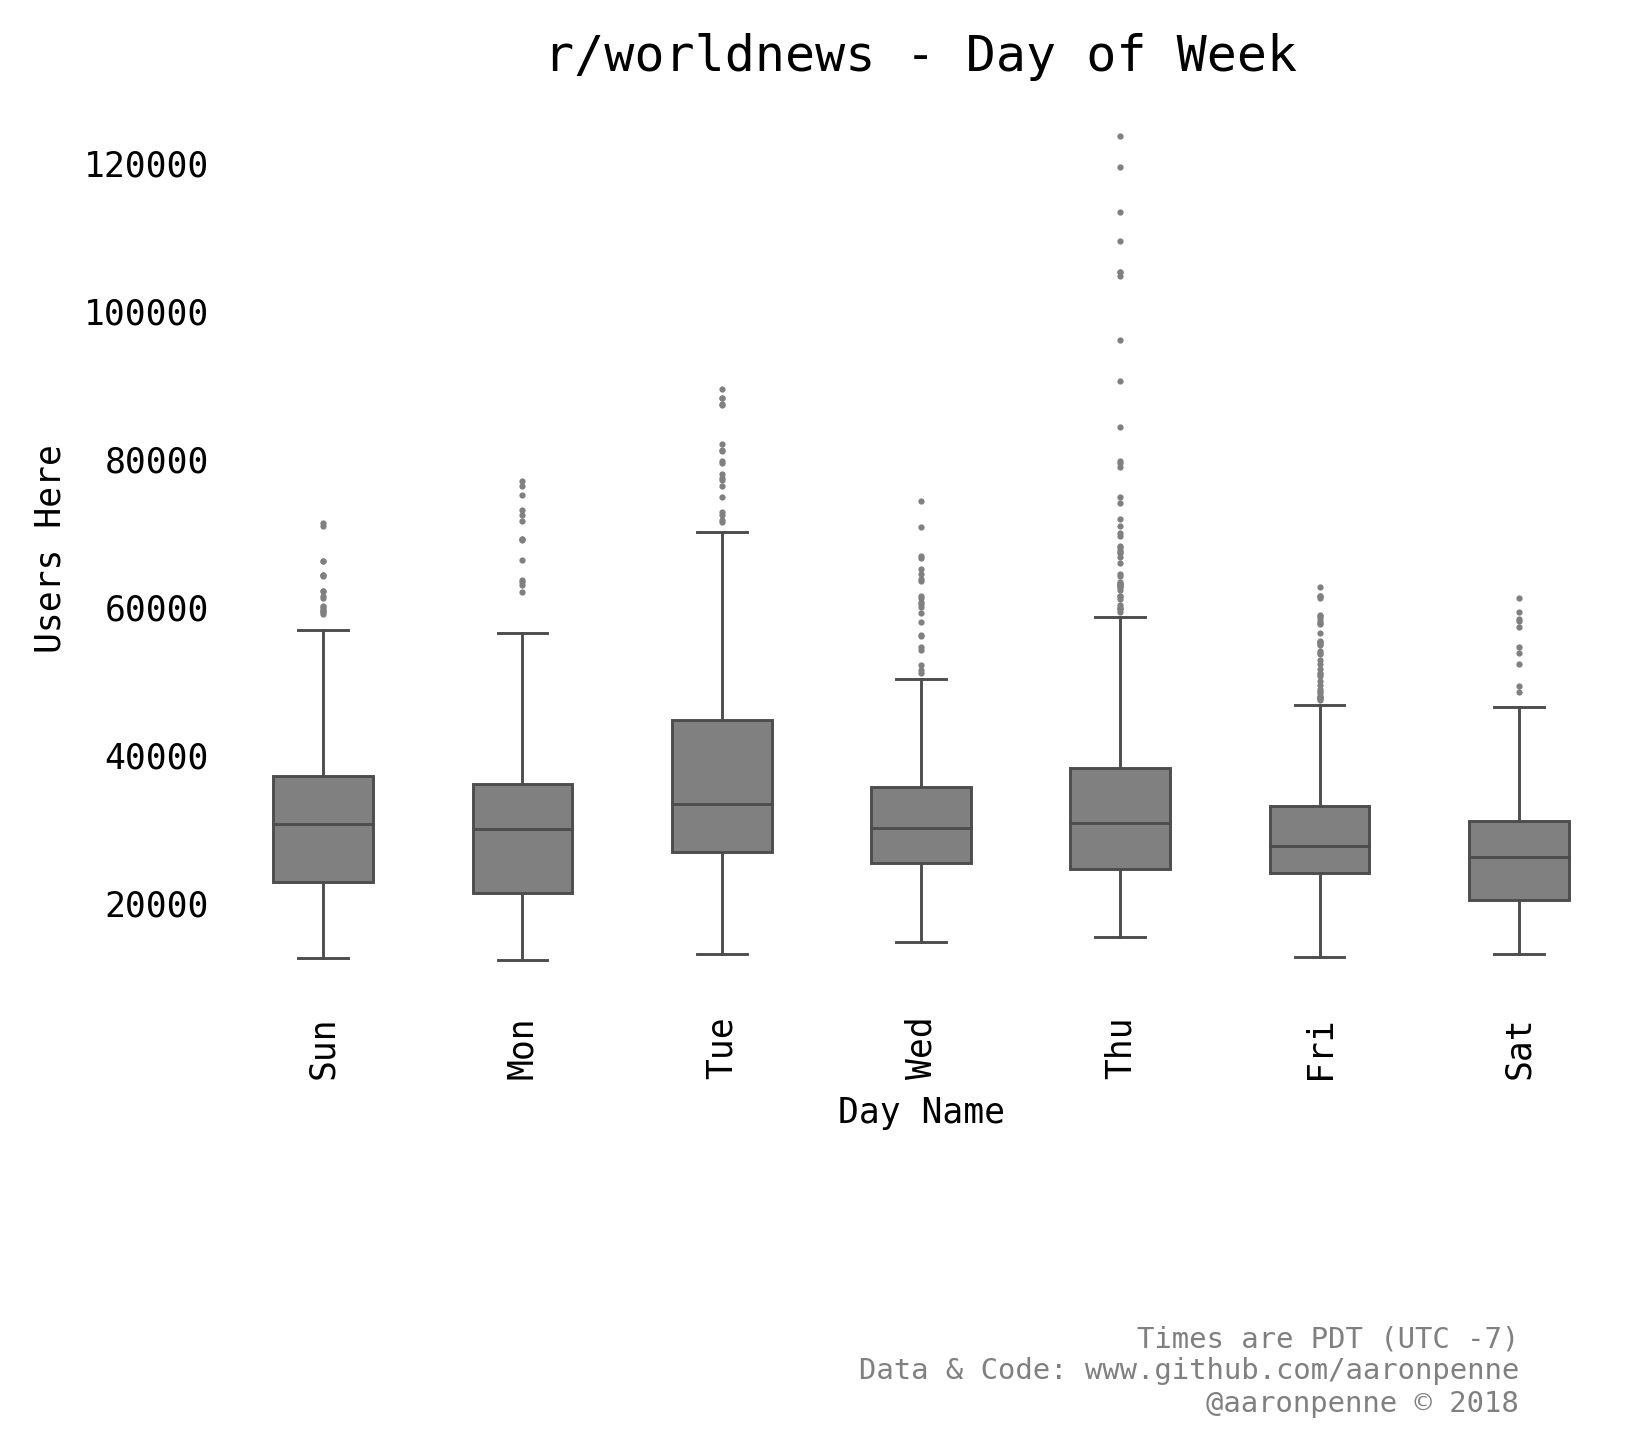 r/worldnews - Day of Week
120000
100000
80000
60000
40000
20000
Users Here
Sun
Mon
Tue
Wed
Thu
Fri
Sat
Day Name
Times are PDT (UTC -7)
Data & Code: www.github.com/aaronpenne
@aaronpenne © 2018